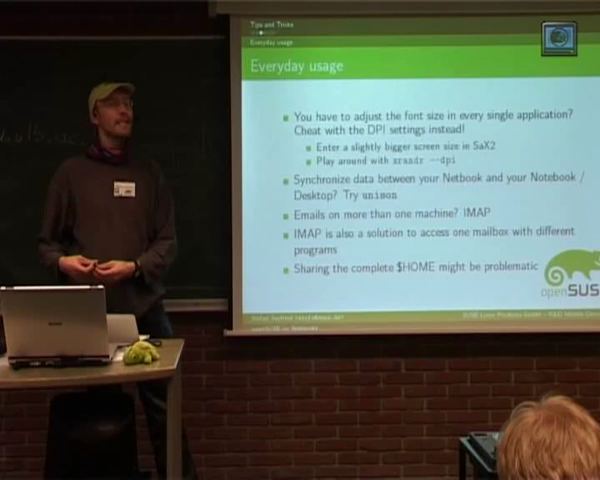 Tips and Tricks
Everyday usage
Everyday usage
You have to adjust the font size in every single application?
Cheat with the DPI settings instead!
Enter a slightly bigger screen size in SaX2
Play around with xrandr --dpi
Synchronize data between your Netbook and your Notebook /
Desktop? Try unison
Emails on more than one machine? IMAP
IMAP is also a solution to access one mailbox with different
programs
Sharing the complete $HOME might be problematic
openSUS